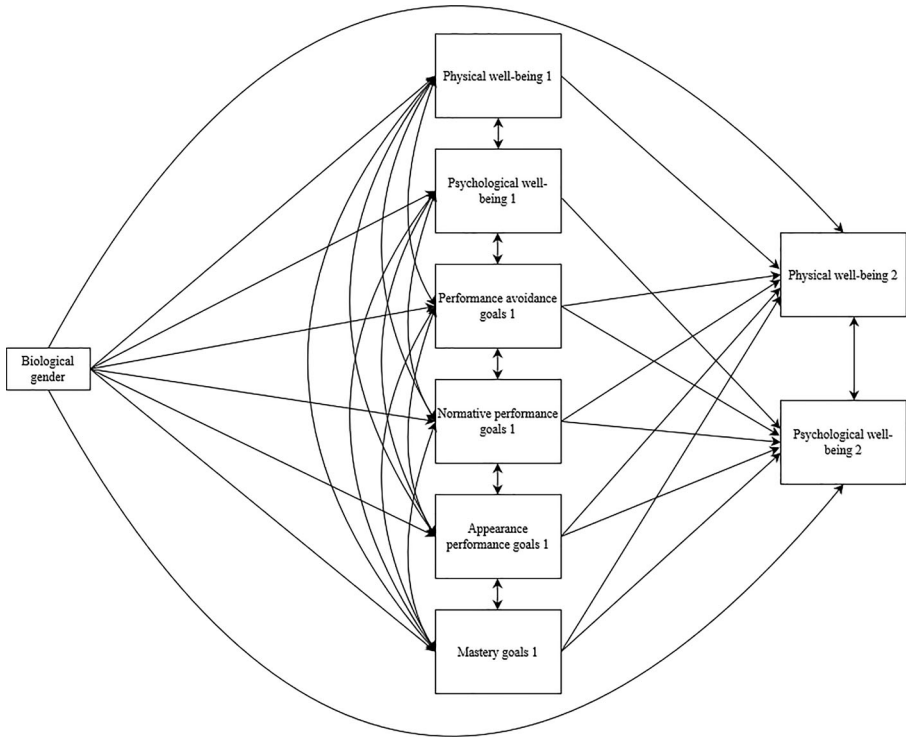 Physical well-being 1
Psychological well-
being 1
Performance avoidance
goals 1
Physical well-being 2
Biological
gender
Normative performance
goals 1
Psychological well-
being 2
Appearance
performance goals 1
Mastery goals 1